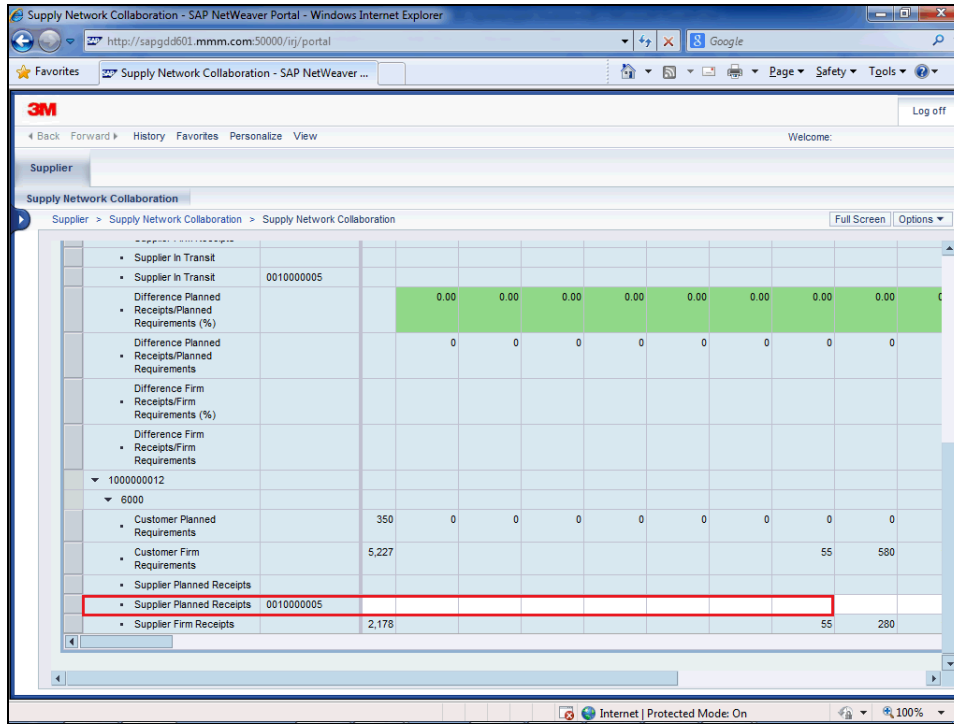 Supply Network Collaboration - SAP NetWeaver Portal - Windows Internet Explorer
http://sapgdd601.mmm.com:50000/irj/portal
Google
Favorites Supply Network Collaboration - SAP NetWeaver ... Page Safety Tools
3M Log off
Back Forward History Favorites Personalize View Welcome:
Supplier
Supply Network Collaboration
Supplier > Supply Network Collaboration > Supply Network Collaboration Full Screen Options
Supplier In Transit
Supplier In Transit 0010000005
Difference Planned
Receipts/Planned
Requirements (%)
0.00 0.00 0.00 0.00 0.00 0.00 0.00 0.00
Difference Planned
Receipts/Planned
Requirements
0 0 0 0 0 0 0 0
Difference Firm
Receipts/Firm
Requirements (%)
Difference Firm
Receipts/Firm
Requirements
1000000012
6000
Customer Planned
Requirements
350 0 0 0 0 0 0 0 0
Customer Firm
Requirements
5,227 55 580
Supplier Planned Receipts
Supplier Planned Receipts 0010000005
Supplier Firm Receipts 2,178 55 280
Internet | Protected Mode: On 100%